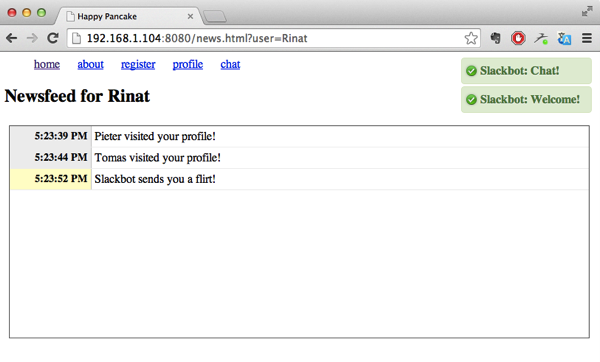 Happy Pancake
192.168.1.104:8080/news.html?user=Rinat
home about register profile chat
Slackbot: Chat!
Slackbot: Welcome!
Newsfeed for Rinat
5:23:39 PM Pieter visited your profile!
5:23:44 PM Tomas visited your profile!
5:23:52 PM Slackbot sends you a flirt!